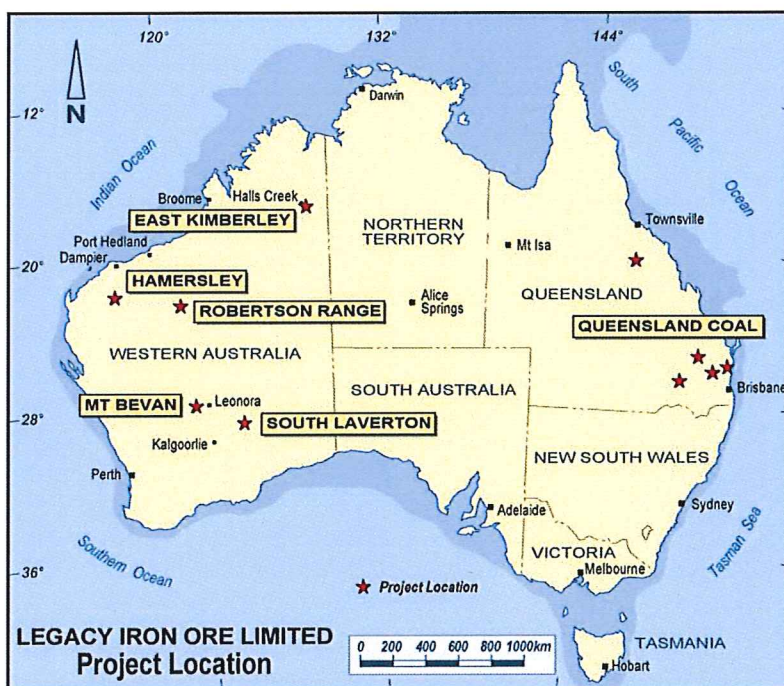 120°
132°
144°
N
12°
20°
28°
36°
Darwin
South
Pacific
Ocean
Indian Ocean
Broome
Halls Creek
EAST KIMBERLEY
NORTHERN
TERRITORY
Townsville
Mt Isa
Port Hedland
Dampier
HAMERSLEY
ROBERTSON RANGE
Alice
Springs
QUEENSLAND
QUEENSLAND COAL
WESTERN AUSTRALIA
SOUTH AUSTRALIA
Brisbane
MT BEVAN
Leonora
SOUTH LAVERTON
Kalgoorlie
NEW SOUTH WALES
Perth
Adelaide
Sydney
Southern Ocean
VICTORIA
Melbourne
Tasman Sea
Project Location
LEGACY IRON ORE LIMITED
Project Location
0 200 400 600 800 1000km
TASMANIA
Hobart